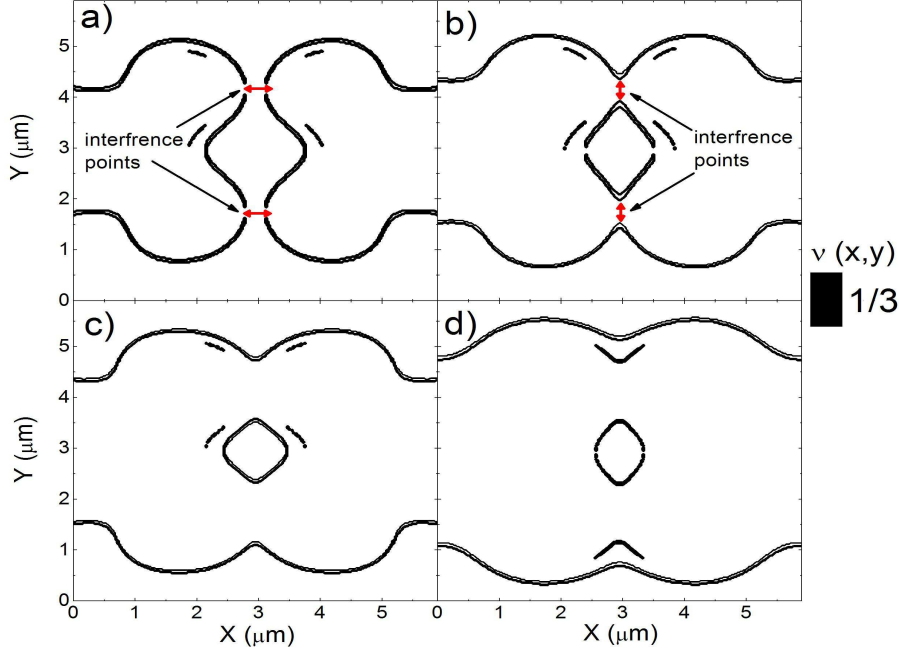 a)
b)
5
4
3
2
1
0
Y (μm)
interfrence
points
interfrence
points
c)
d)
5
4
3
2
1
0
Y (μm)
0 1 2 3 4 5
0 1 2 3 4 5
X (μm)
X (μm)
ν (x,y)
1/3